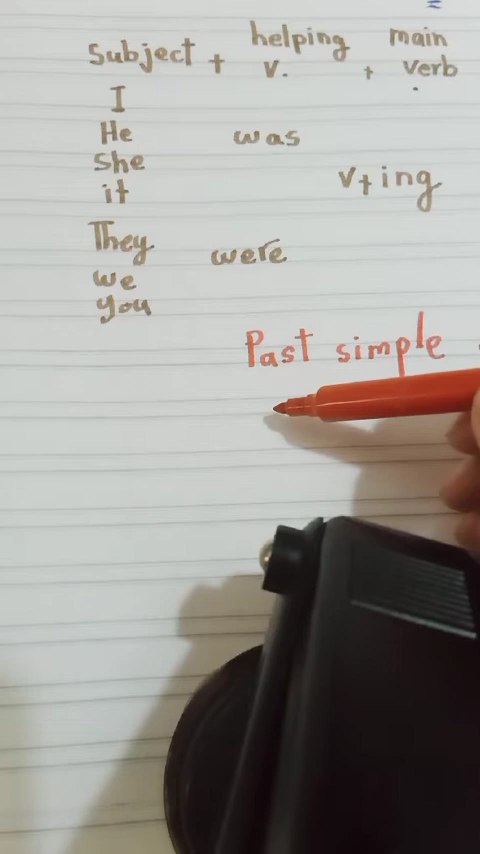 Subject + helping v. + main verb
I
He was
She
it v+ing
They were
we
you
Past simple